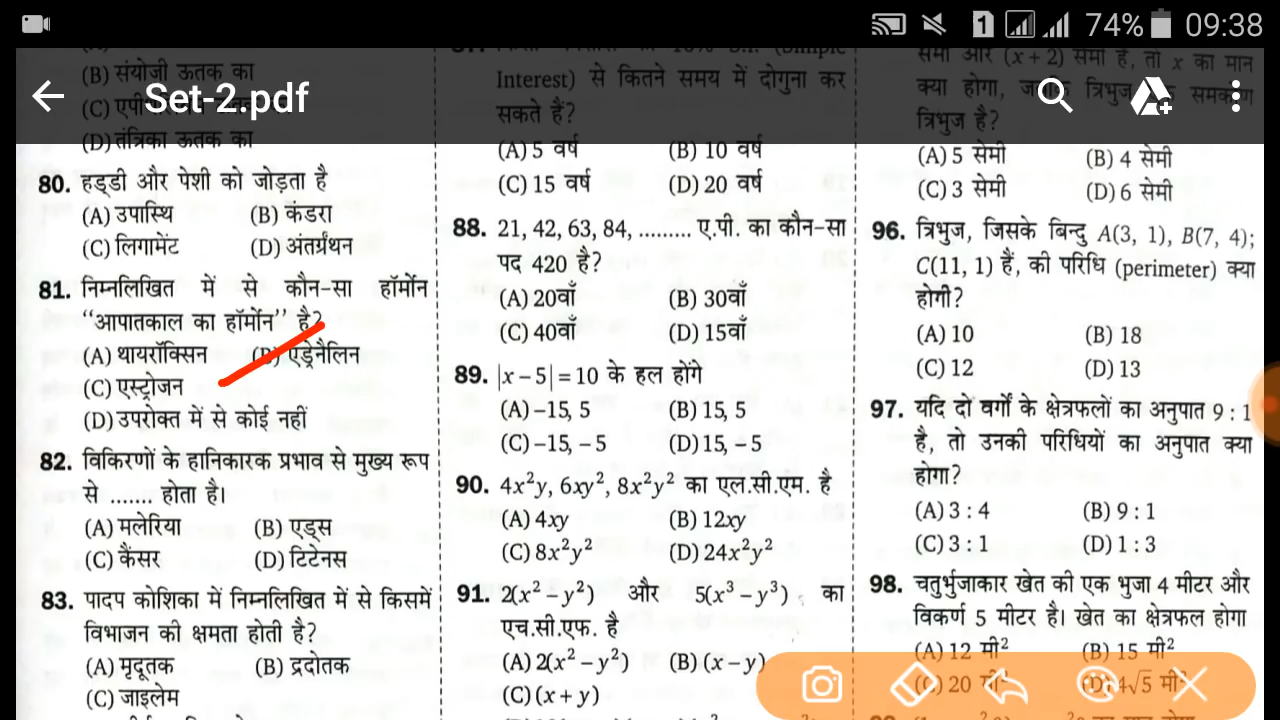 74% 09:38
Set-2.pdf
(B) संयोजी ऊतक का
(D) तंत्रिका ऊतक का
80. हड्डी और पेशी को जोड़ता है
(A) उपास्थि (B) कंडरा
(C) लिगामेंट (D) अंतर्ग्रंथन
81. निम्नलिखित में से कौन-सा हॉर्मोन
“आपातकाल का हॉर्मोन” है?
(A) थायरॉक्सिन (B) एड्रेनैलिन
(C) एस्ट्रोजन
(D) उपरोक्त में से कोई नहीं
82. विकिरणों के हानिकारक प्रभाव से मुख्य रूप
से ........ होता है।
(A) मलेरिया (B) एड्स
(C) कैंसर (D) टिटेनस
83. पादप कोशिका में निम्नलिखित में से किसमें
विभाजन की क्षमता होती है?
(A) मृदूतक (B) द्रदोतक
(C) जाइलेम
Interest) से कितने समय में दोगुना कर
सकते हैं?
(A) 5 वर्ष (B) 10 वर्ष
(C) 15 वर्ष (D) 20 वर्ष
88. 21, 42, 63, 84, ......... ए.पी. का कौन-सा
पद 420 है?
(A) 20वाँ (B) 30वाँ
(C) 40वाँ (D) 15वाँ
89. |x – 5| = 10 के हल होंगे
(A) –15, 5 (B) 15, 5
(C) –15, – 5 (D) 15, – 5
90. 4x²y, 6xy², 8x²y² का एल.सी.एम. है
(A) 4xy (B) 12xy
(C) 8x²y² (D) 24x²y²
91. 2(x² – y²) और 5(x³ – y³) का
एच.सी.एफ. है
(A) 2(x² – y²) (B) (x – y)
(C) (x + y)
सेमी और (x + 2) सेमी है, तो x का मान
क्या होगा, त्रिभुज समकोण
त्रिभुज है?
(A) 5 सेमी (B) 4 सेमी
(C) 3 सेमी (D) 6 सेमी
96. त्रिभुज, जिसके बिन्दु A(3, 1), B(7, 4);
C(11, 1) हैं, की परिधि (perimeter) क्या
होगी?
(A) 10 (B) 18
(C) 12 (D) 13
97. यदि दो वर्गों के क्षेत्रफलों का अनुपात 9 : 1
है, तो उनकी परिधियों का अनुपात क्या
होगा?
(A) 3 : 4 (B) 9 : 1
(C) 3 : 1 (D) 1 : 3
98. चतुर्भुजाकार खेत की एक भुजा 4 मीटर और
विकर्ण 5 मीटर है। खेत का क्षेत्रफल होगा
(A) 12 मी² (B) 15 मी²
(C) 20 मी² (D) 4√5 मी²